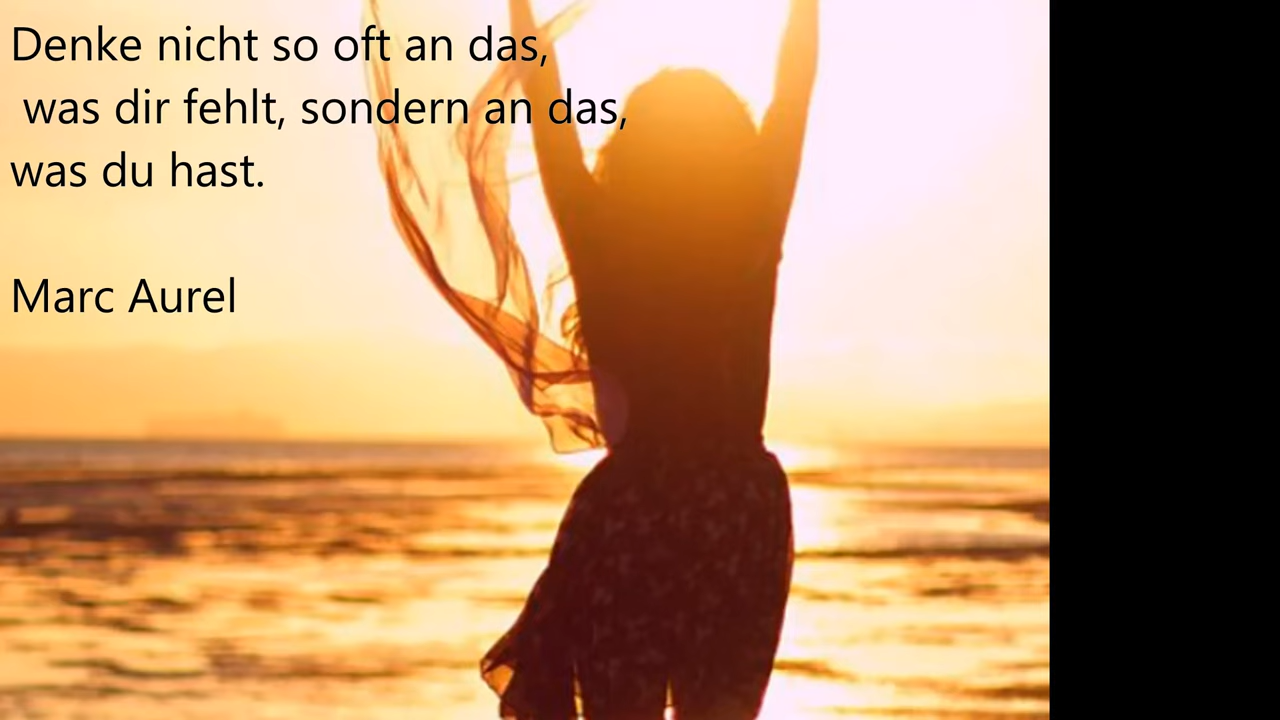 Denke nicht so oft an das,
was dir fehlt, sondern an das,
was du hast.
Marc Aurel